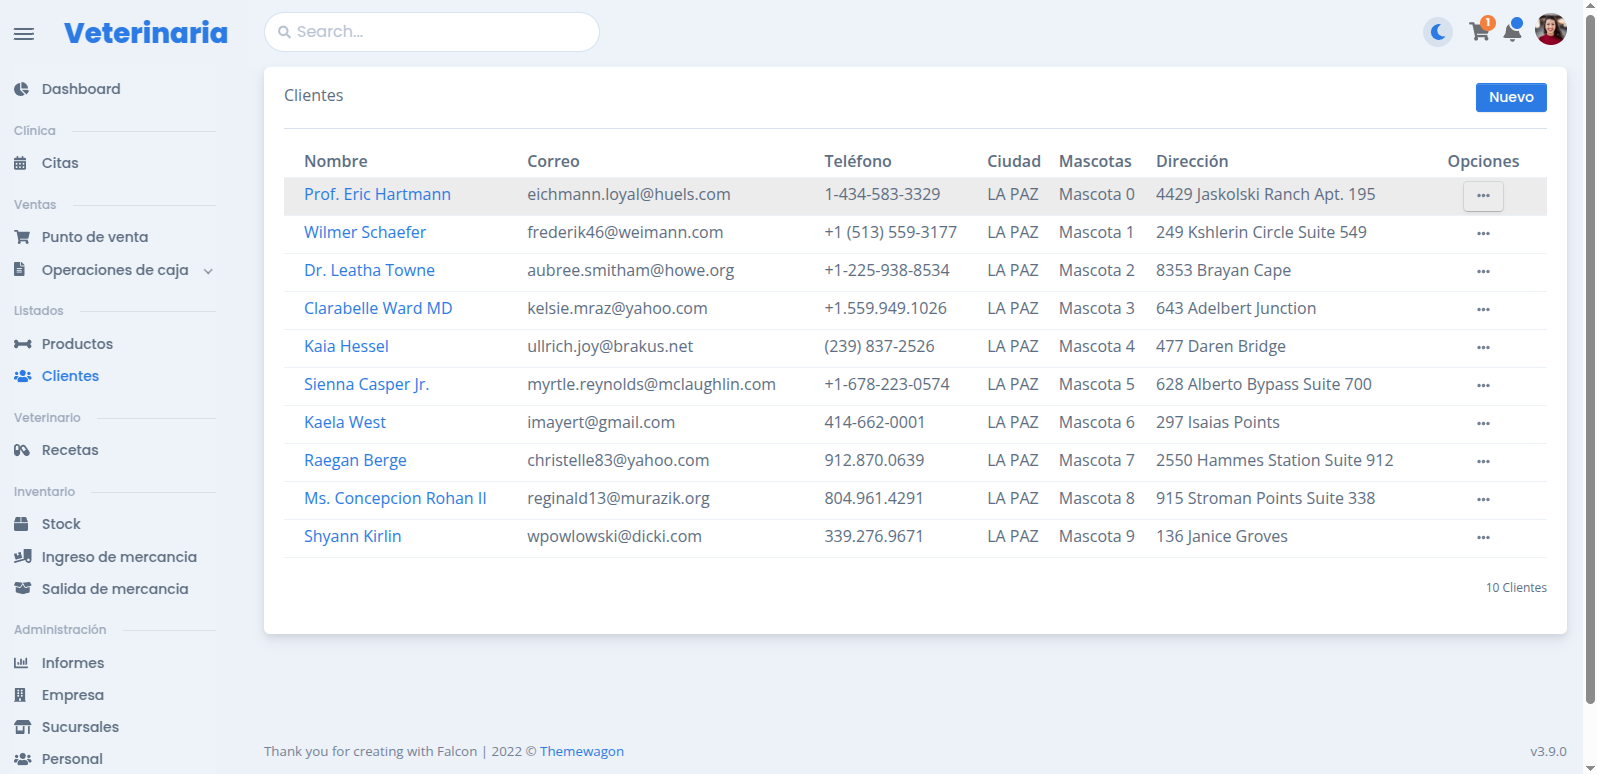 Veterinaria
Search...
1
Dashboard
Clínica
Citas
Ventas
Punto de venta
Operaciones de caja
Listados
Productos
Clientes
Veterinario
Recetas
Inventario
Stock
Ingreso de mercancia
Salida de mercancia
Administración
Informes
Empresa
Sucursales
Personal
Clientes
Nuevo
Nombre Correo Teléfono Ciudad Mascotas Dirección Opciones
Prof. Eric Hartmann eichmann.loyal@huels.com 1-434-583-3329 LA PAZ Mascota 0 4429 Jaskolski Ranch Apt. 195
Wilmer Schaefer frederik46@weimann.com +1 (513) 559-3177 LA PAZ Mascota 1 249 Kshlerin Circle Suite 549
Dr. Leatha Towne aubree.smitham@howe.org +1-225-938-8534 LA PAZ Mascota 2 8353 Brayan Cape
Clarabelle Ward MD kelsie.mraz@yahoo.com +1.559.949.1026 LA PAZ Mascota 3 643 Adelbert Junction
Kaia Hessel ullrich.joy@brakus.net (239) 837-2526 LA PAZ Mascota 4 477 Daren Bridge
Sienna Casper Jr. myrtle.reynolds@mclaughlin.com +1-678-223-0574 LA PAZ Mascota 5 628 Alberto Bypass Suite 700
Kaela West imayert@gmail.com 414-662-0001 LA PAZ Mascota 6 297 Isaias Points
Raegan Berge christelle83@yahoo.com 912.870.0639 LA PAZ Mascota 7 2550 Hammes Station Suite 912
Ms. Concepcion Rohan II reginald13@murazik.org 804.961.4291 LA PAZ Mascota 8 915 Stroman Points Suite 338
Shyann Kirlin wpowlowski@dicki.com 339.276.9671 LA PAZ Mascota 9 136 Janice Groves
10 Clientes
Thank you for creating with Falcon | 2022 © Themewagon
v3.9.0